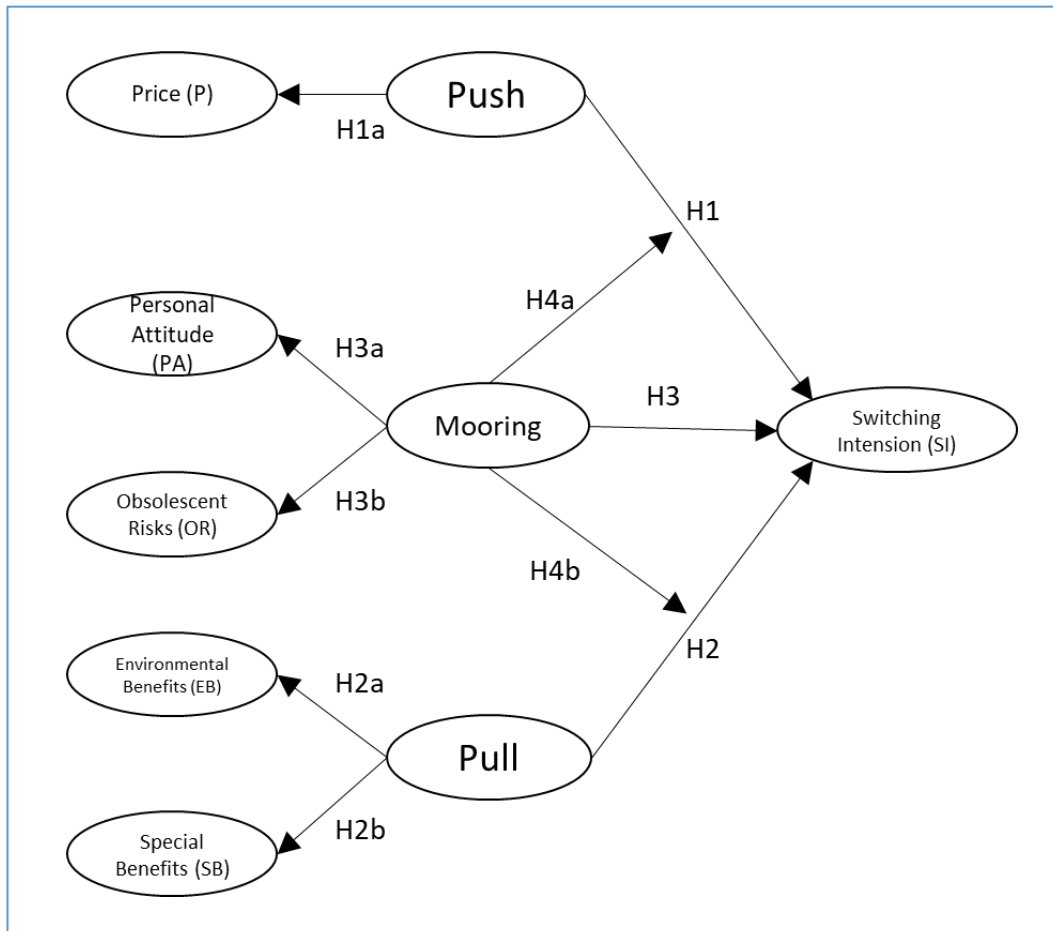 Price (P)
Push
H1a
H1
Personal
Attitude
(PA)
H4a
H3a
H3
Mooring
Switching
Intension (SI)
Obsolescent
Risks (OR)
H3b
H4b
H2
Environmental
Benefits (EB)
H2a
Pull
H2b
Special
Benefits (SB)